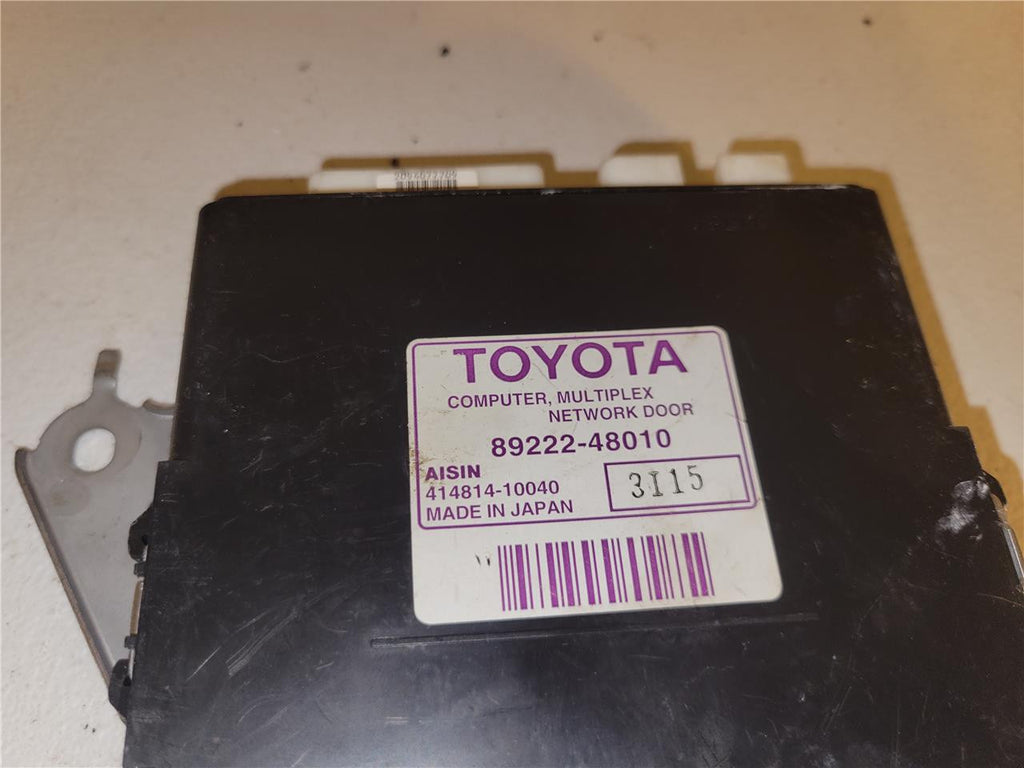 TOYOTA
COMPUTER, MULTIPLEX
NETWORK DOOR
89222-48010
AISIN
414814-10040
MADE IN JAPAN
3I15